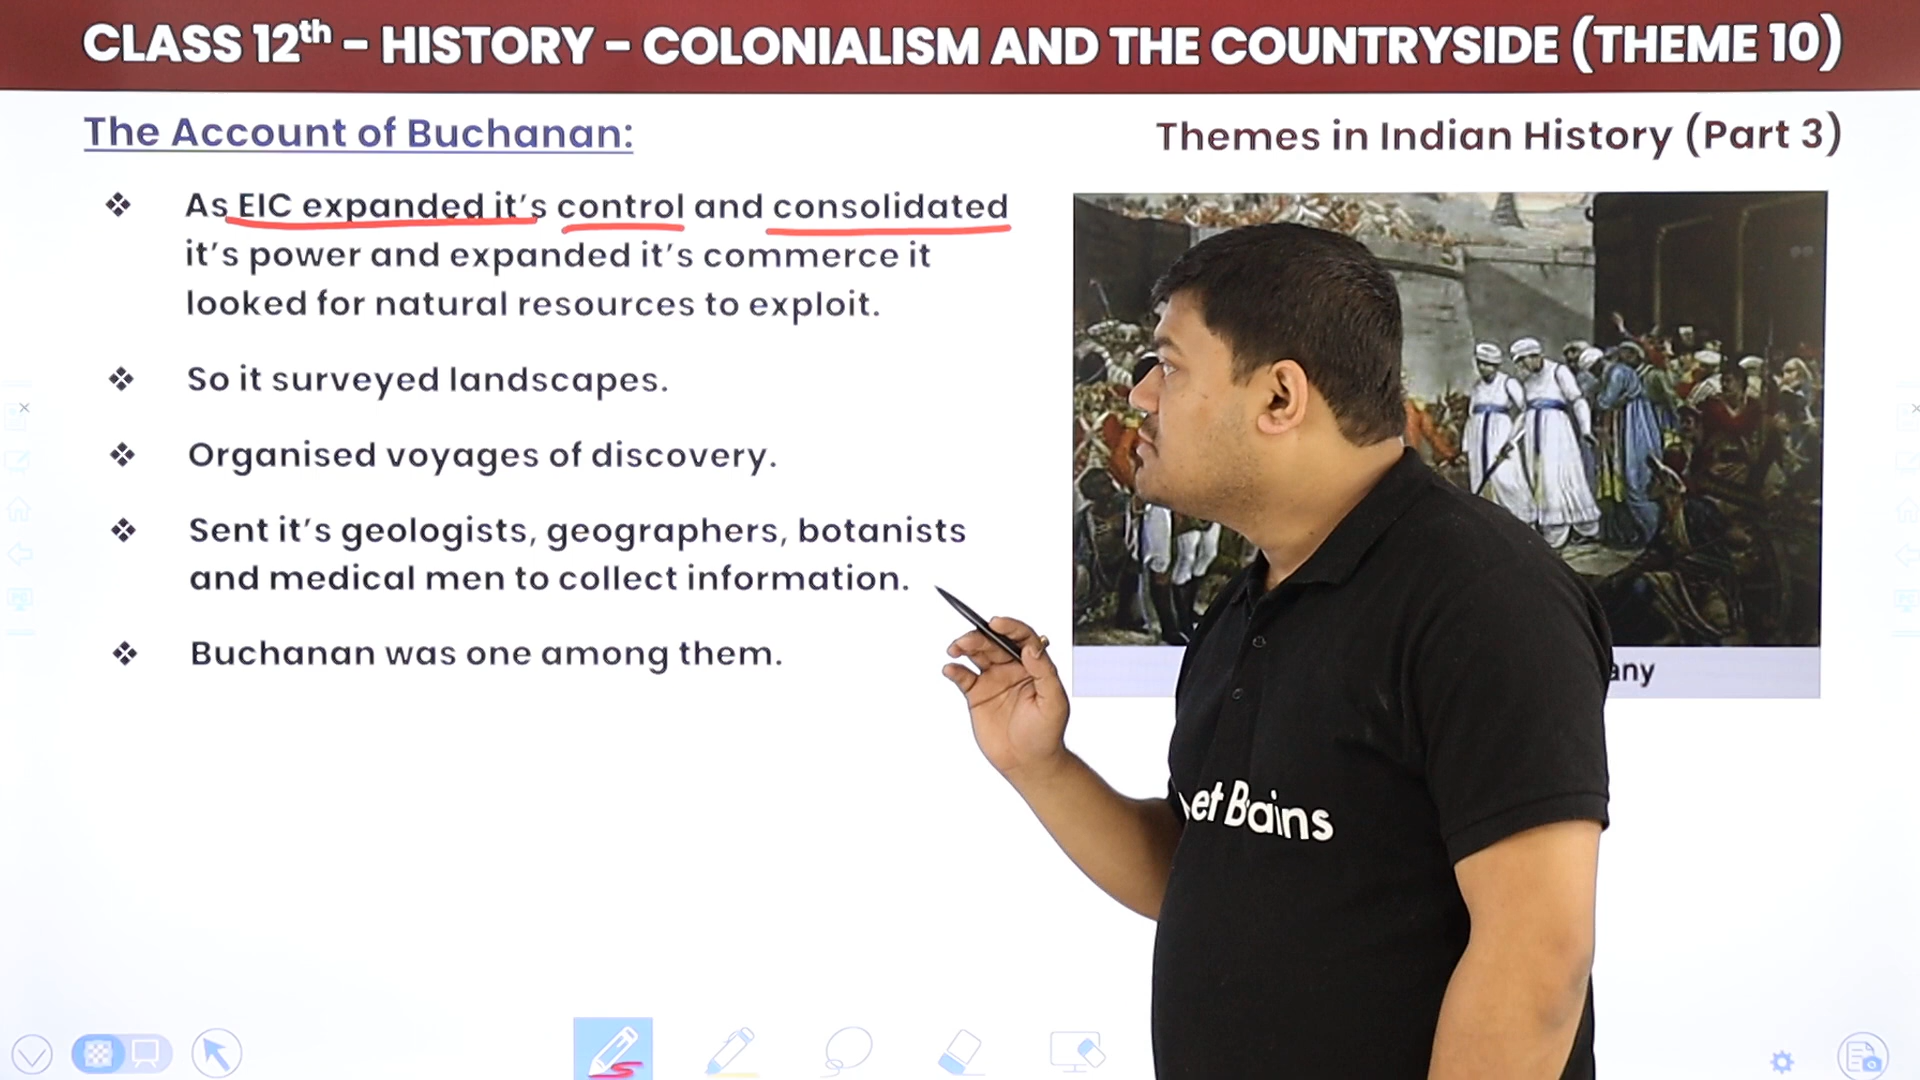 CLASS 12th – HISTORY – COLONIALISM AND THE COUNTRYSIDE (THEME 10)
The Account of Buchanan:
Themes in Indian History (Part 3)
❖ As EIC expanded it's control and consolidated
it's power and expanded it's commerce it
looked for natural resources to exploit.
❖ So it surveyed landscapes.
❖ Organised voyages of discovery.
❖ Sent it's geologists, geographers, botanists
and medical men to collect information.
❖ Buchanan was one among them.
any
et Brains